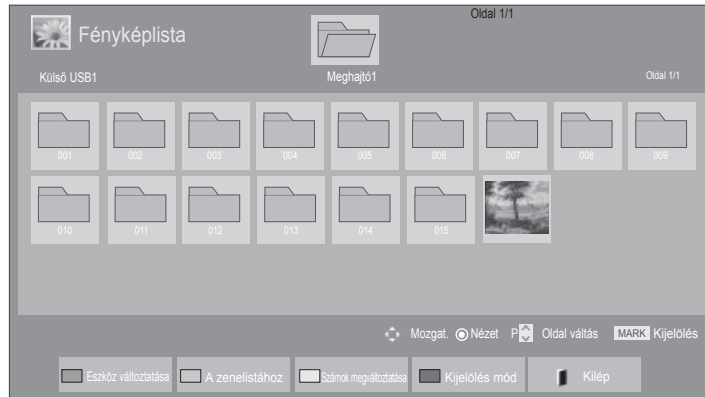 Oldal 1/1
Fényképlista
Külső USB1
Meghajtó1
Oldal 1/1
001 002 003 004 005 006 007 008 009
010 011 012 013 014 015
Mozgat. Nézet P Oldal váltás MARK Kijelölés
Eszköz változtatása A zenelistához Számok megváltoztatása Kijelölés mód Kilép